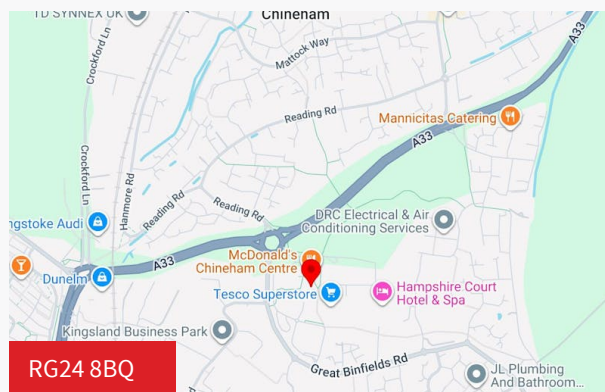 TD SYNNEX UK
Chineham
A33
Crockford Ln
Mattock Way
Reading Rd
Mannicitas Catering
A33
Hanmore Rd
Crockford Ln
Reading Rd
Reading Rd
DRC Electrical & Air
Conditioning Services
ngstoke Audi
McDonald's
Chineham Centre
A33
Dunelm
Tesco Superstore
Hampshire Court
Hotel & Spa
Kingsland Business Park
Great Binfields Rd
RG24 8BQ
JL Plumbing
And Bathroom...